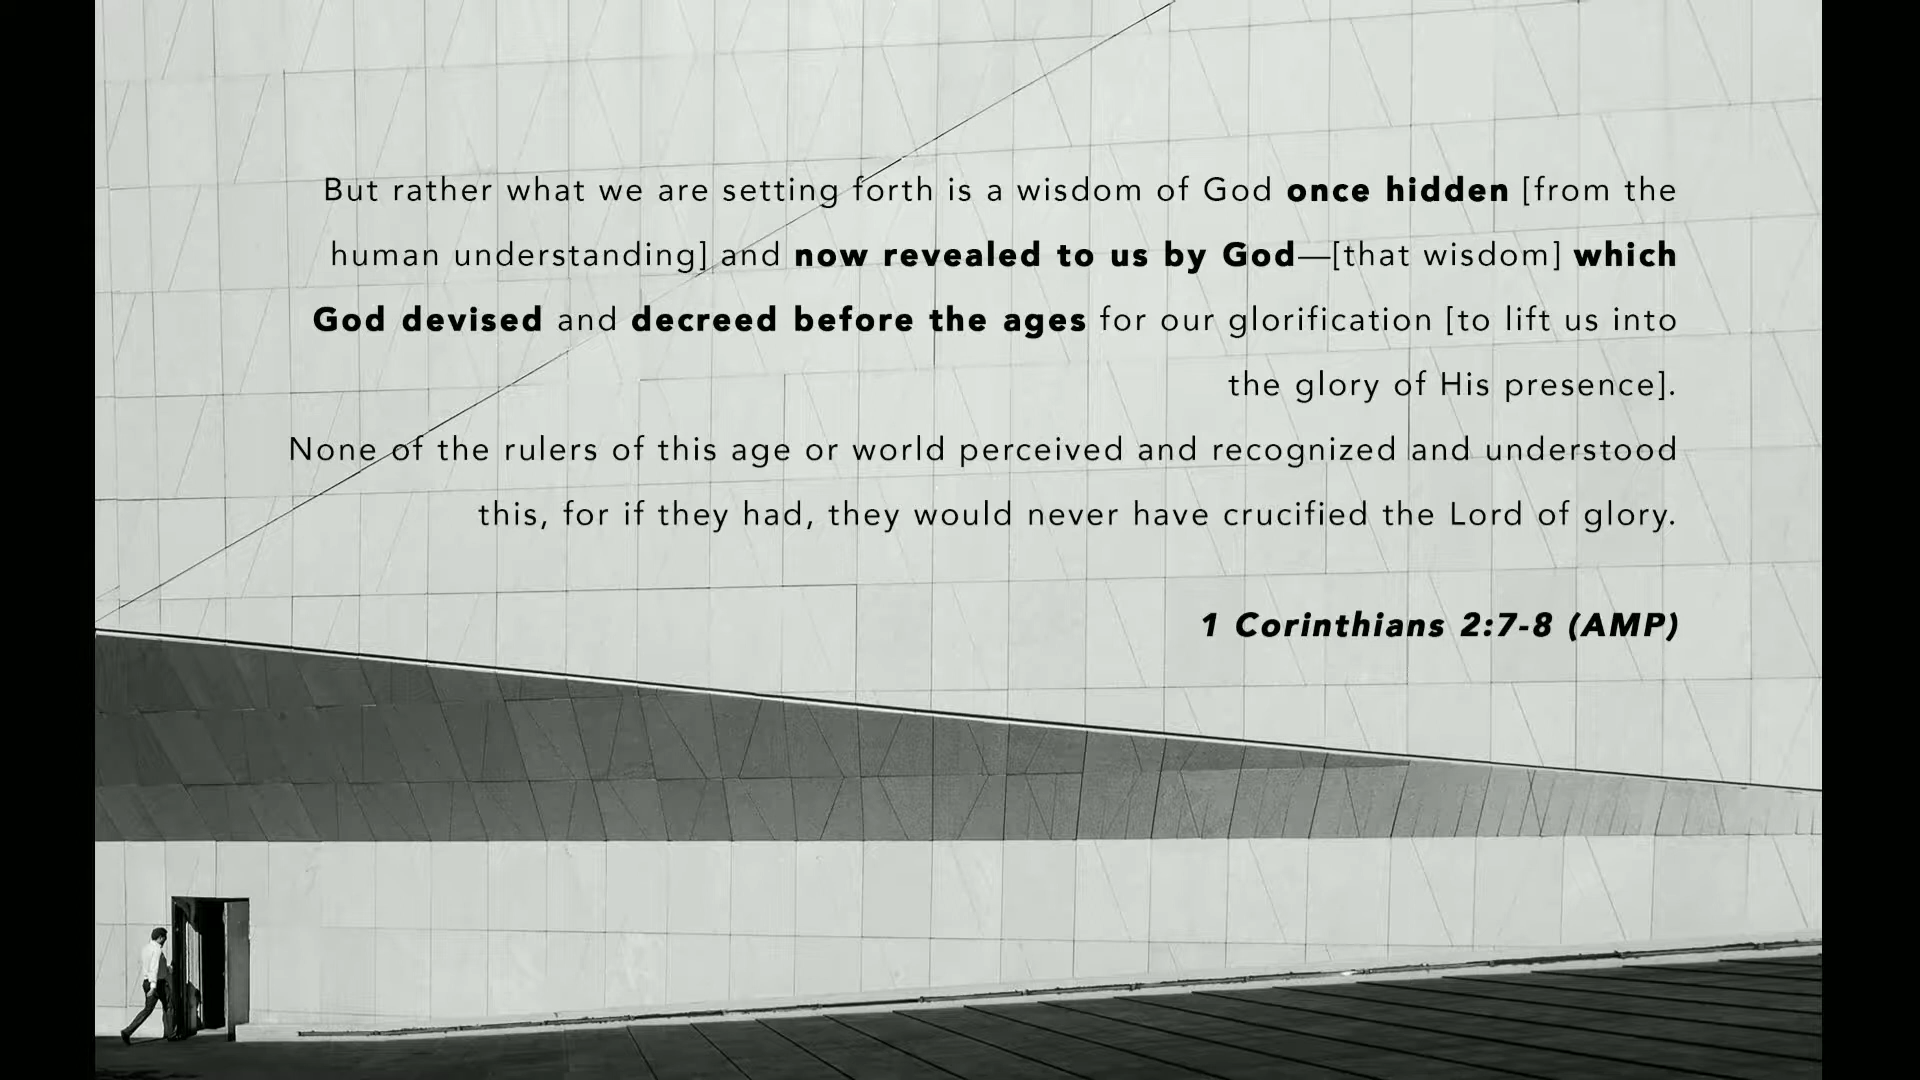 But rather what we are setting forth is a wisdom of God once hidden [from the
human understanding] and now revealed to us by God—[that wisdom] which
God devised and decreed before the ages for our glorification [to lift us into
the glory of His presence].
None of the rulers of this age or world perceived and recognized and understood
this, for if they had, they would never have crucified the Lord of glory.
1 Corinthians 2:7-8 (AMP)